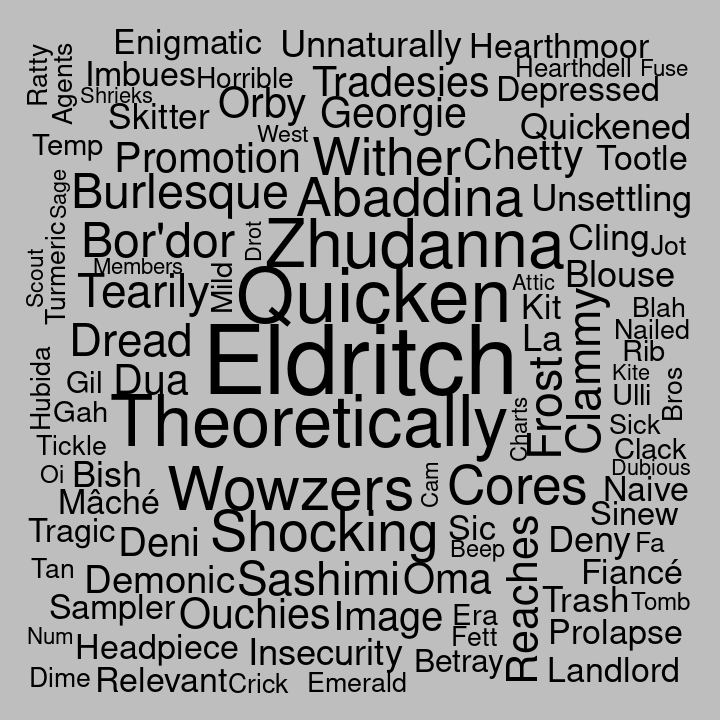 Enigmatic
Unnaturally
Hearthmoor
Ratty
Agents
Imbues
Horrible
Tradesies
Hearthdell
Fuse
Shrieks
Skitter
Orby
Georgie
Depressed
Temp
West
Quickened
Promotion
Wither
Chetty
Tootle
Sage
Burlesque
Abaddina
Unsettling
Bor'dor
Drot
Zhudanna
Cling
Jot
Scout
Turmeric
Members
Tearily
Mild
Quicken
Attic
Blouse
Kit
Clammy
Blah
Dread
Eldritch
La
Nailed
Rib
Hubida
Gil
Dua
Frost
Kite
Ulli
Bros
Gah
Theoretically
Charts
Sick
Tickle
Clack
Oi
Bish
Wowzers
Cam
Cores
Dubious
Naive
Mâché
Sinew
Tragic
Deni
Shocking
Sic
Beep
Reaches
Deny
Fa
Tan
Demonic
Sashimi
Oma
Fiancé
Sampler
Ouchies
Image
Era
Trash
Tomb
Num
Headpiece
Insecurity
Fett
Prolapse
Betray
Dime
Relevant
Crick
Emerald
Landlord